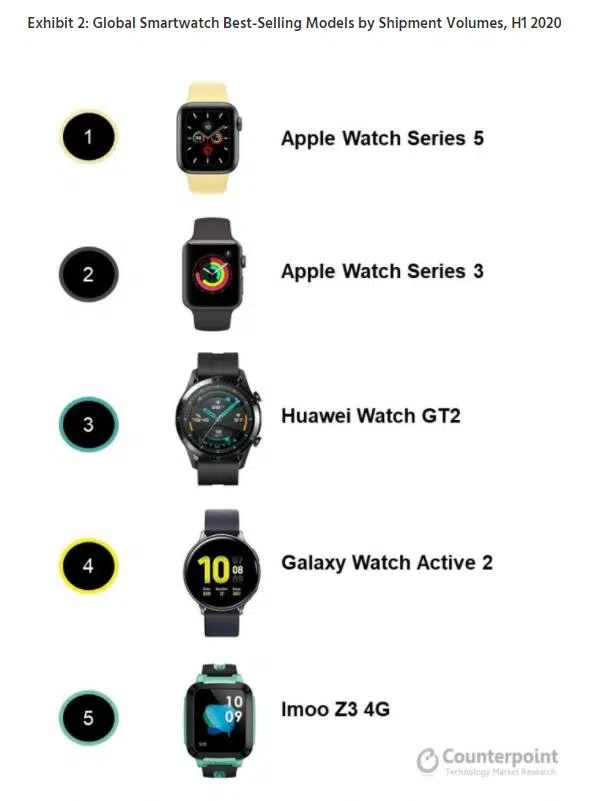 Exhibit 2: Global Smartwatch Best-Selling Models by Shipment Volumes, H1 2020
1
Apple Watch Series 5
2
Apple Watch Series 3
3
Huawei Watch GT2
4
10
07
08
09
Galaxy Watch Active 2
5
10
09
Imoo Z3 4G
Counterpoint
Technology Market Research